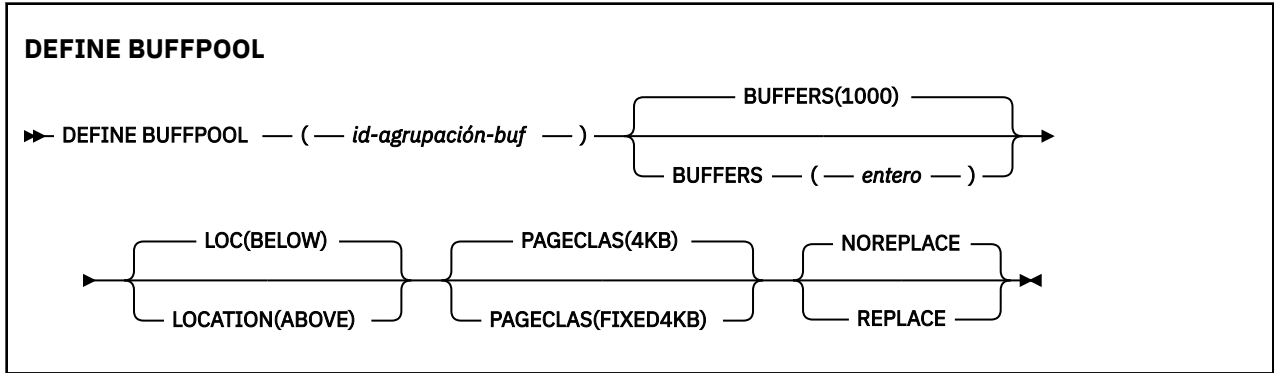 DEFINE BUFFPOOL
BUFFERS(1000)
DEFINE BUFFPOOL ( id-agrupación-buf )
BUFFERS ( entero )
LOC(BELOW) PAGECLAS(4KB) NOREPLACE
LOCATION(ABOVE) PAGECLAS(FIXED4KB) REPLACE